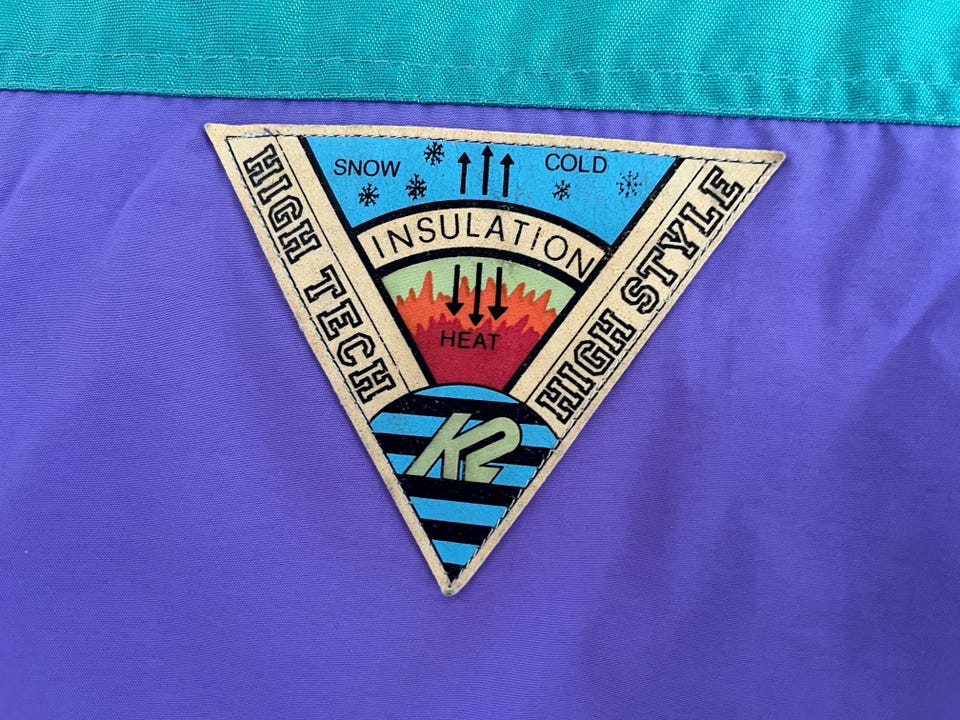 SNOW
COLD
INSULATION
HEAT
HIGH TECH
HIGH STYLE
K2